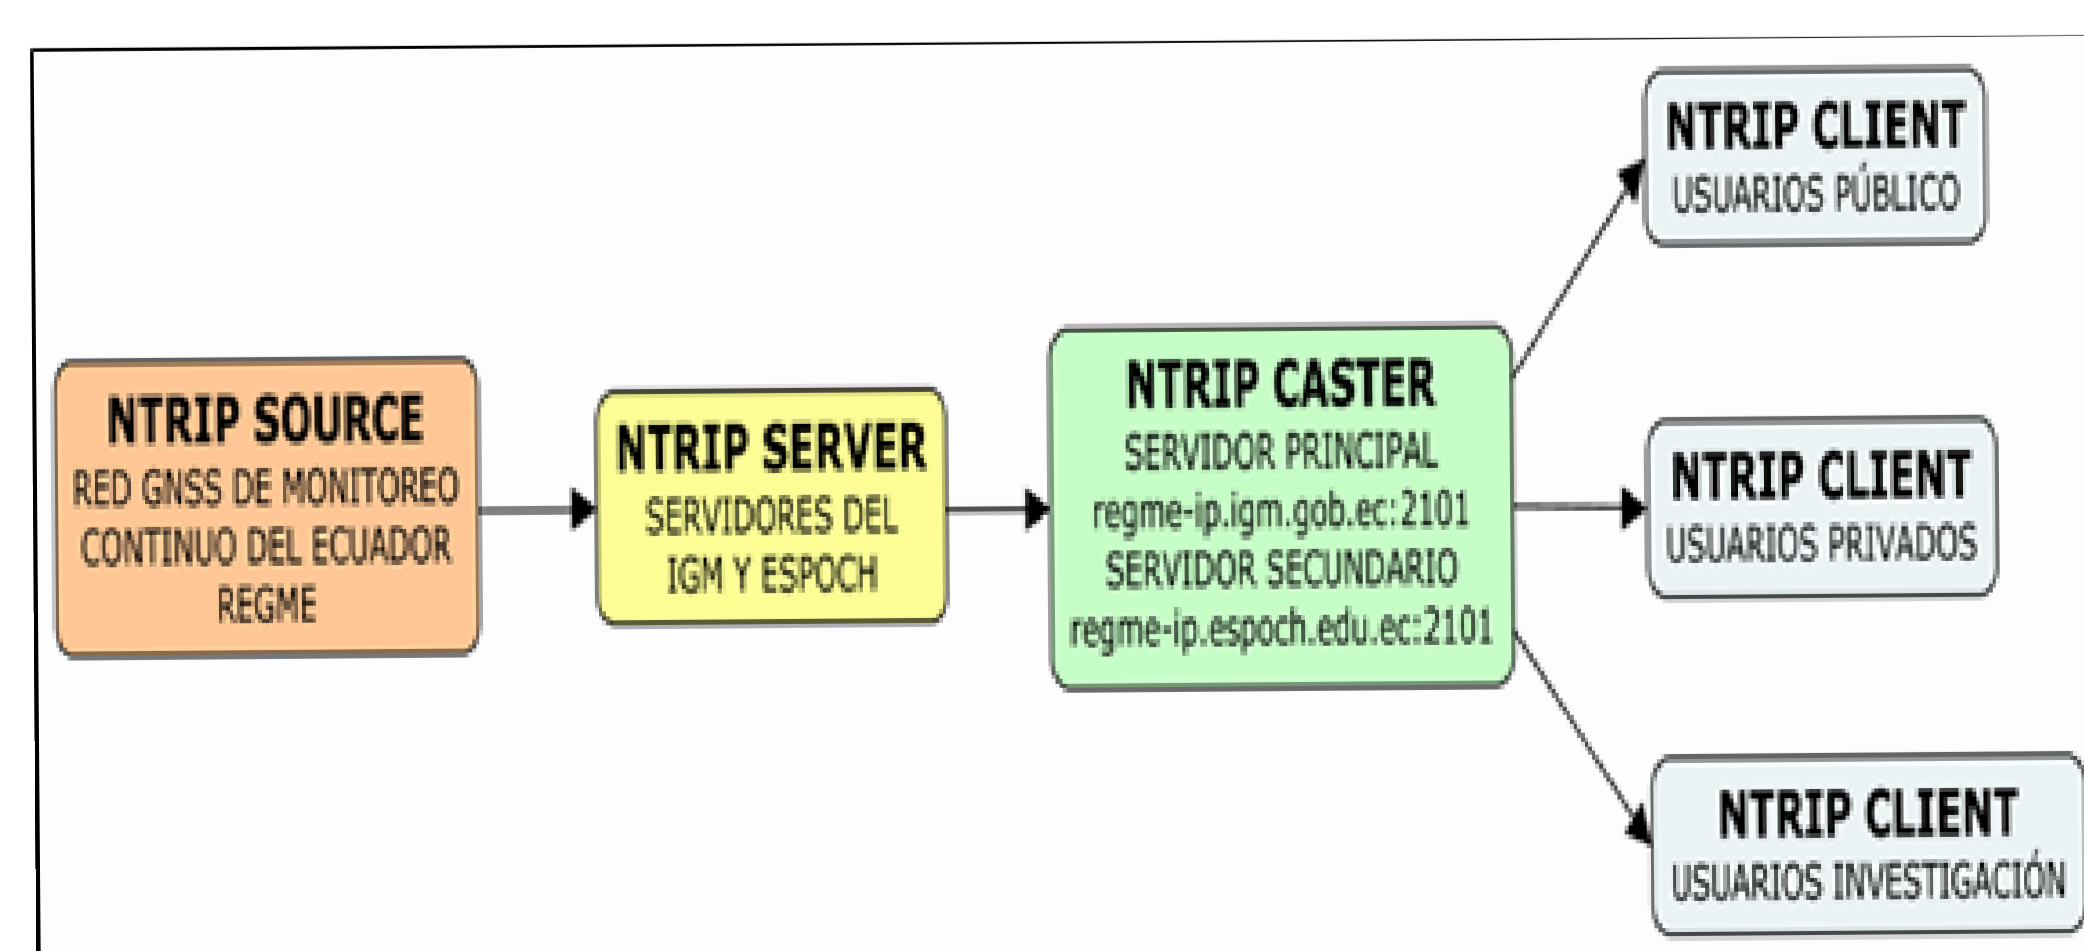 NTRIP SOURCE
RED GNSS DE MONITOREO
CONTINUO DEL ECUADOR
REGME
NTRIP SERVER
SERVIDORES DEL
IGM Y ESPOCH
NTRIP CASTER
SERVIDOR PRINCIPAL
regme-ip.igm.gob.ec:2101
SERVIDOR SECUNDARIO
regme-ip.espoch.edu.ec:2101
NTRIP CLIENT
USUARIOS PÚBLICO
NTRIP CLIENT
USUARIOS PRIVADOS
NTRIP CLIENT
USUARIOS INVESTIGACIÓN